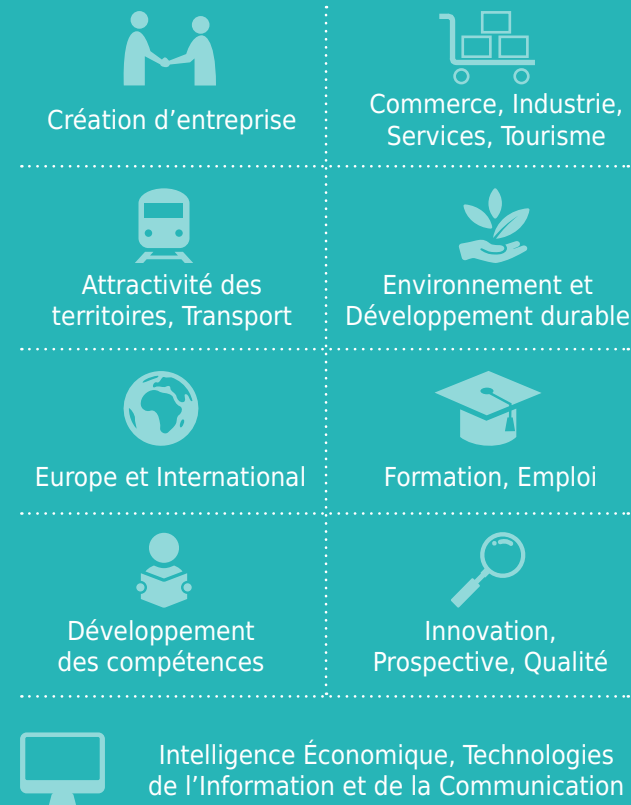 Création d’entreprise
Commerce, Industrie,
Services, Tourisme
Attractivité des
territoires, Transport
Environnement et
Développement durable
Europe et International
Formation, Emploi
Développement
des compétences
Innovation,
Prospective, Qualité
Intelligence Économique, Technologies
de l’Information et de la Communication